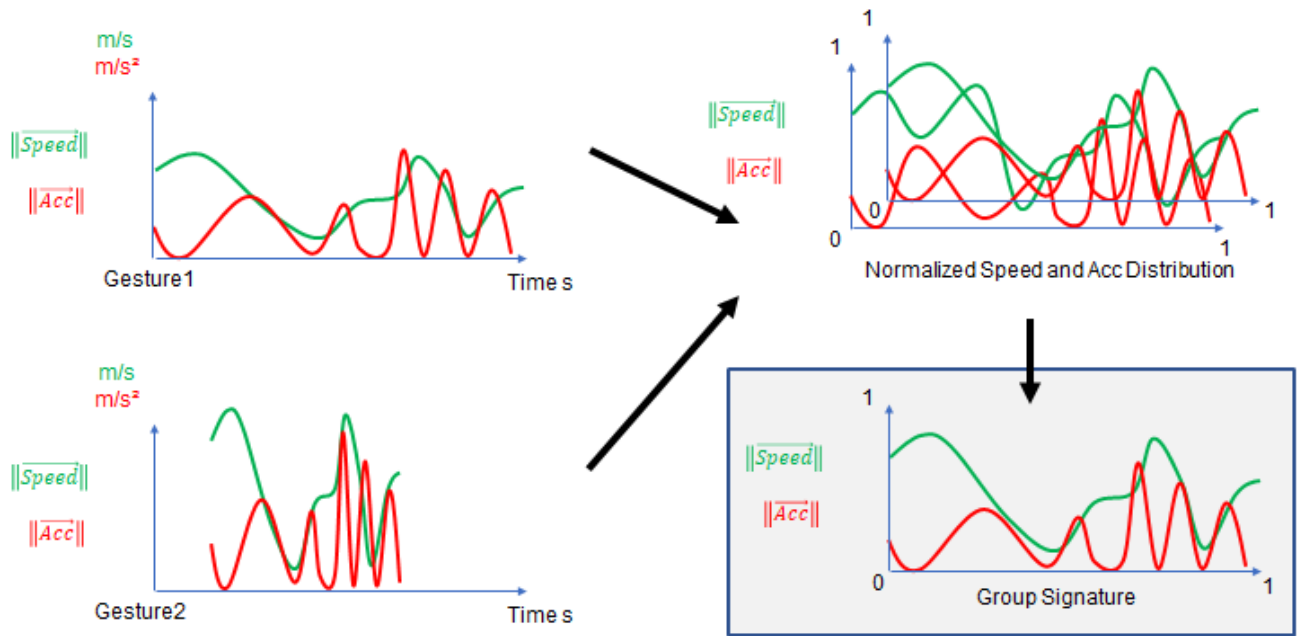 m/s
m/s²
‖Speed‖
‖Acc‖
Gesture1
Time s
m/s
m/s²
‖Speed‖
‖Acc‖
Gesture2
Time s
1
1
‖Speed‖
‖Acc‖
0
0
1
1
Normalized Speed and Acc Distribution
1
‖Speed‖
‖Acc‖
0
1
Group Signature